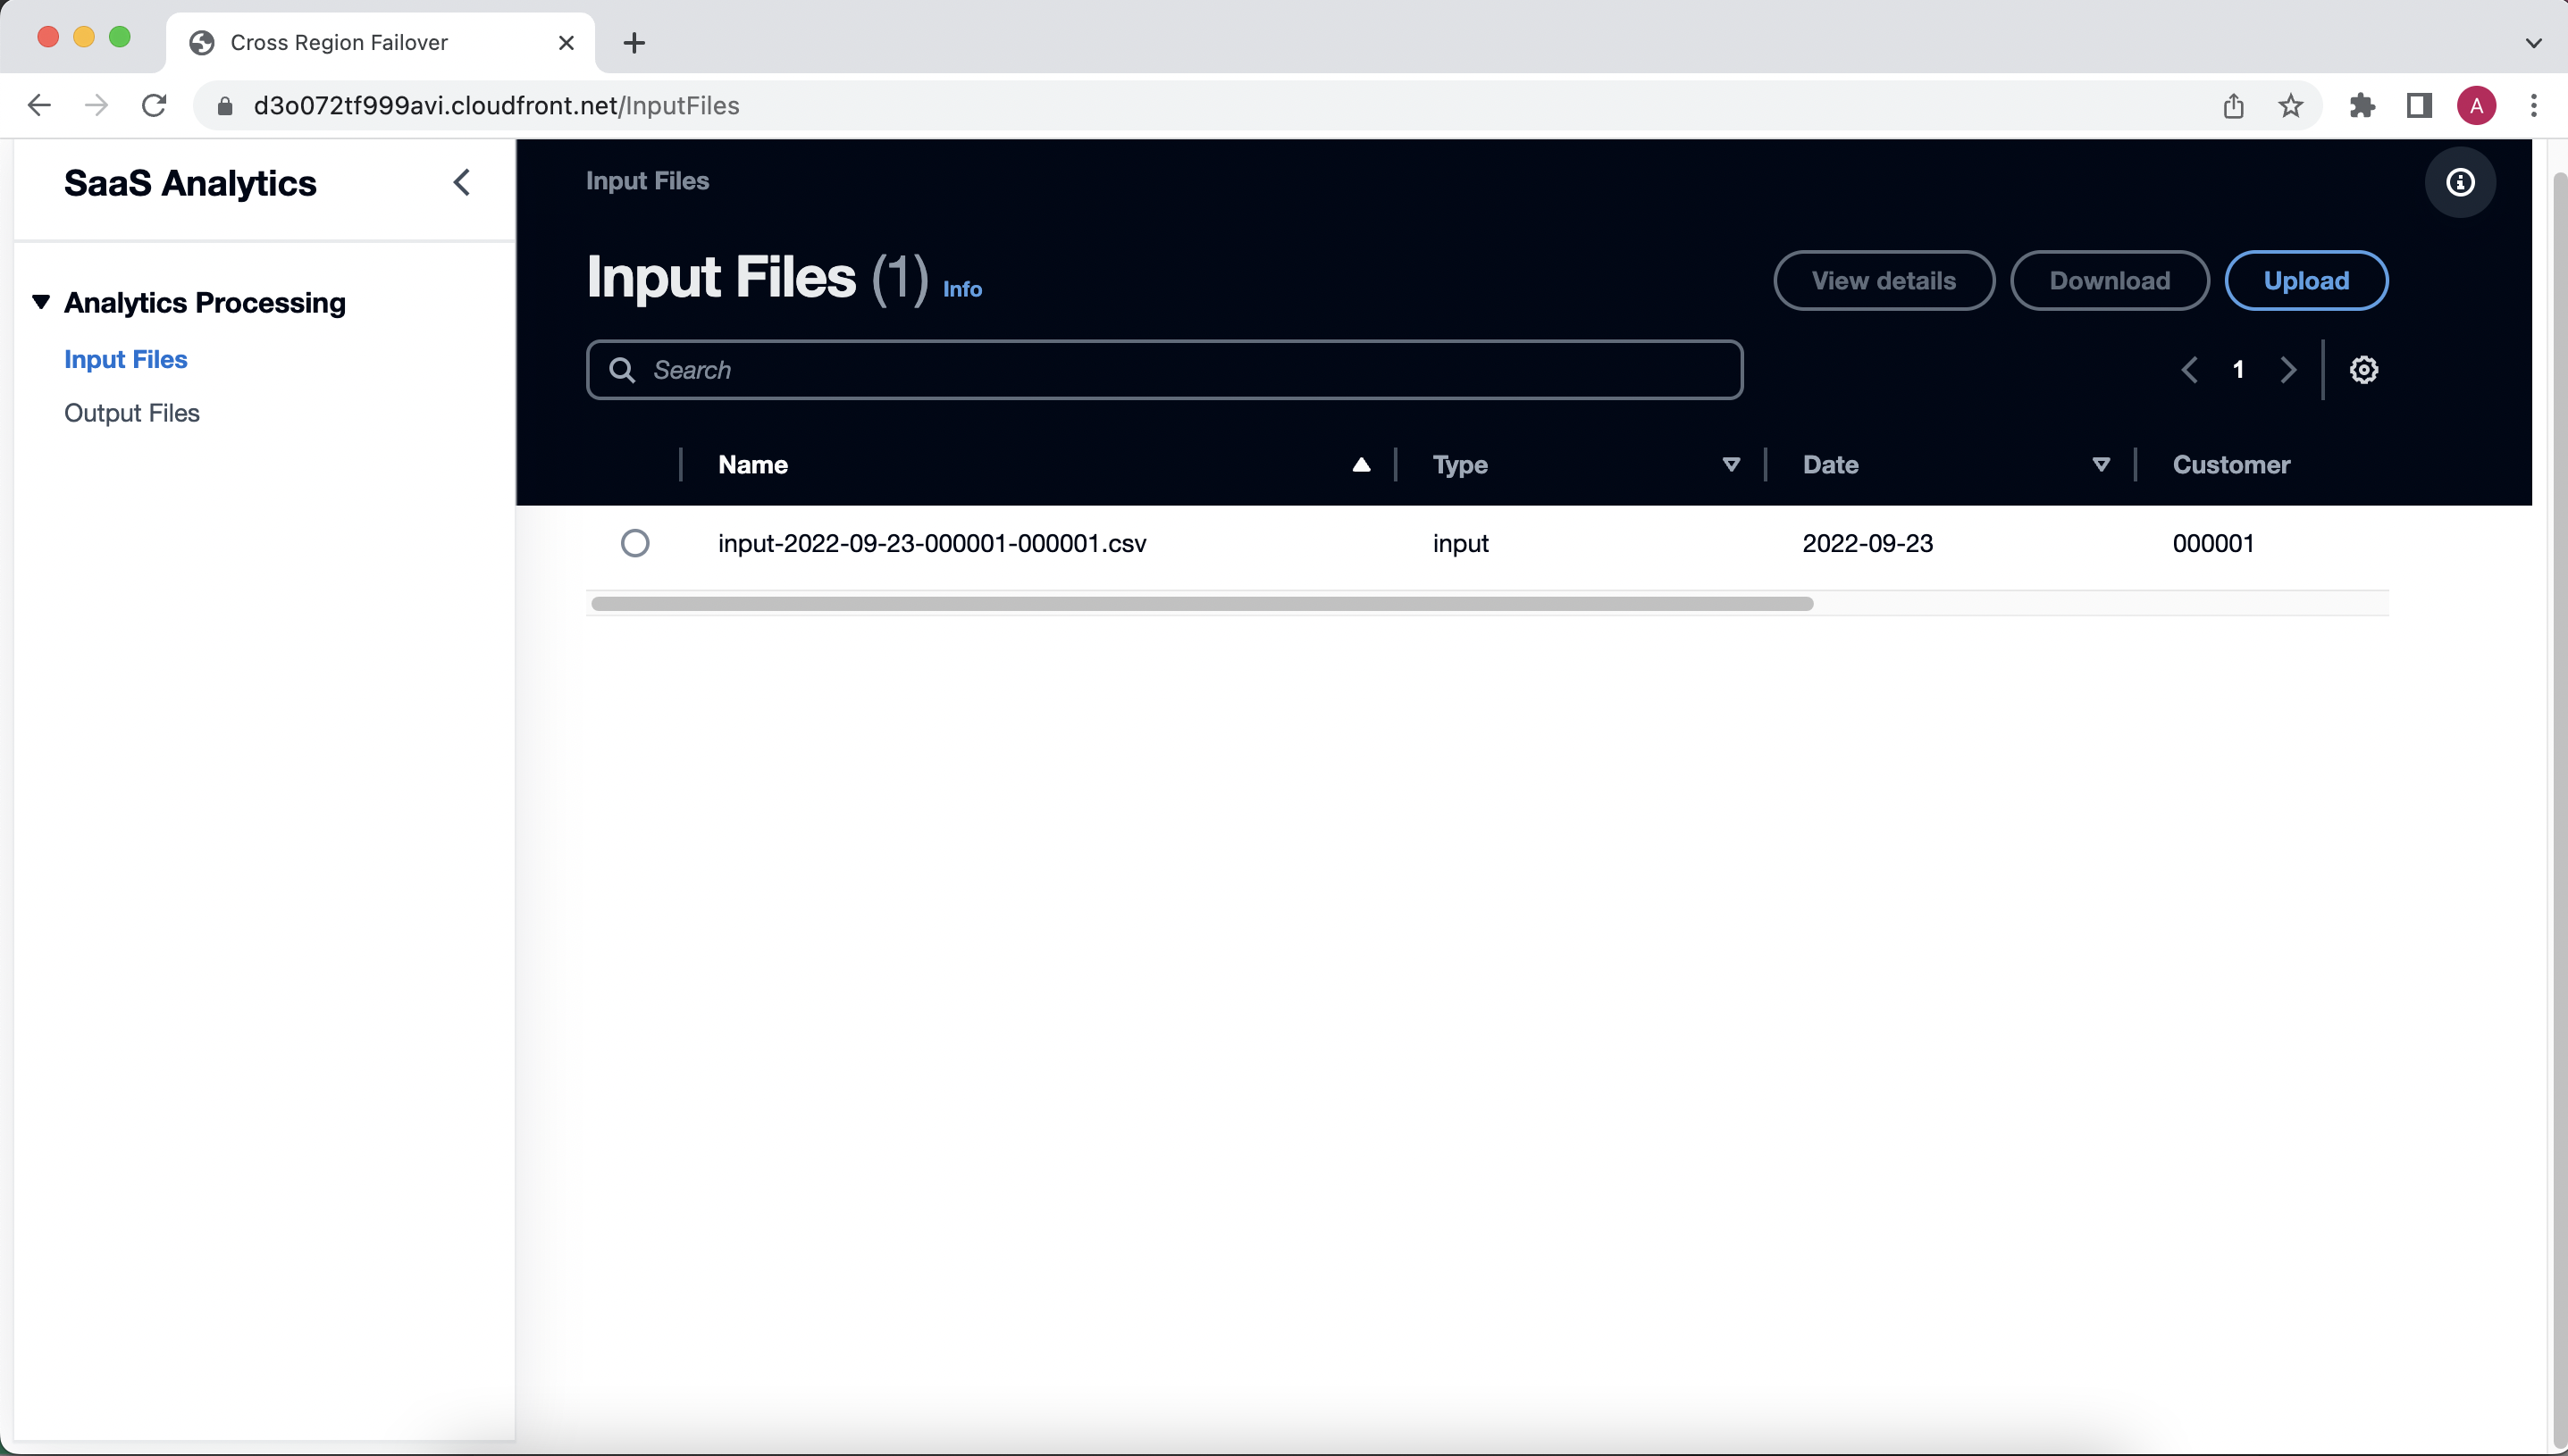 Cross Region Failover
d3o072tf999avi.cloudfront.net/InputFiles
A
SaaS Analytics
Analytics Processing
Input Files
Output Files
Input Files
Input Files (1) Info
View details Download Upload
Search
1
Name Type Date Customer
input-2022-09-23-000001-000001.csv input 2022-09-23 000001